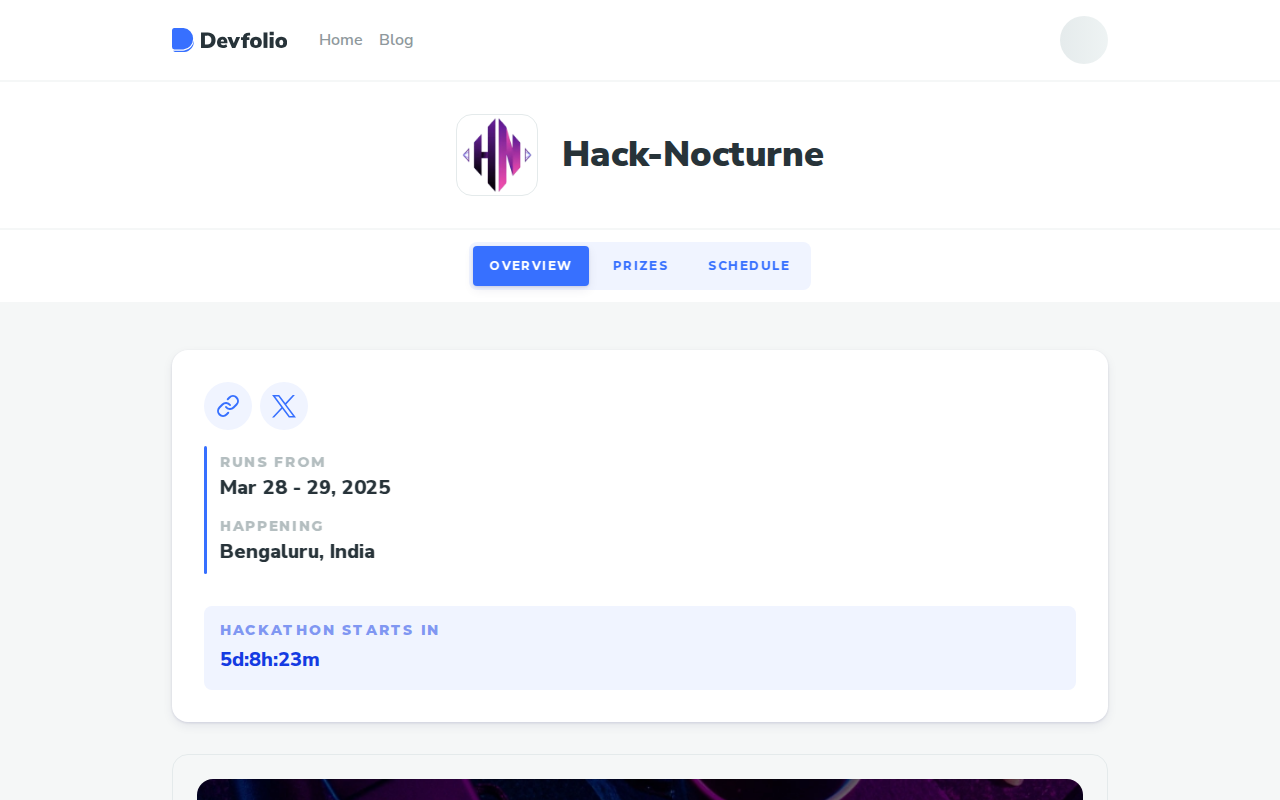 Devfolio
Home
Blog
HN
Hack-Nocturne
OVERVIEW
PRIZES
SCHEDULE
RUNS FROM
Mar 28 - 29, 2025
HAPPENING
Bengaluru, India
HACKATHON STARTS IN
5d:8h:23m